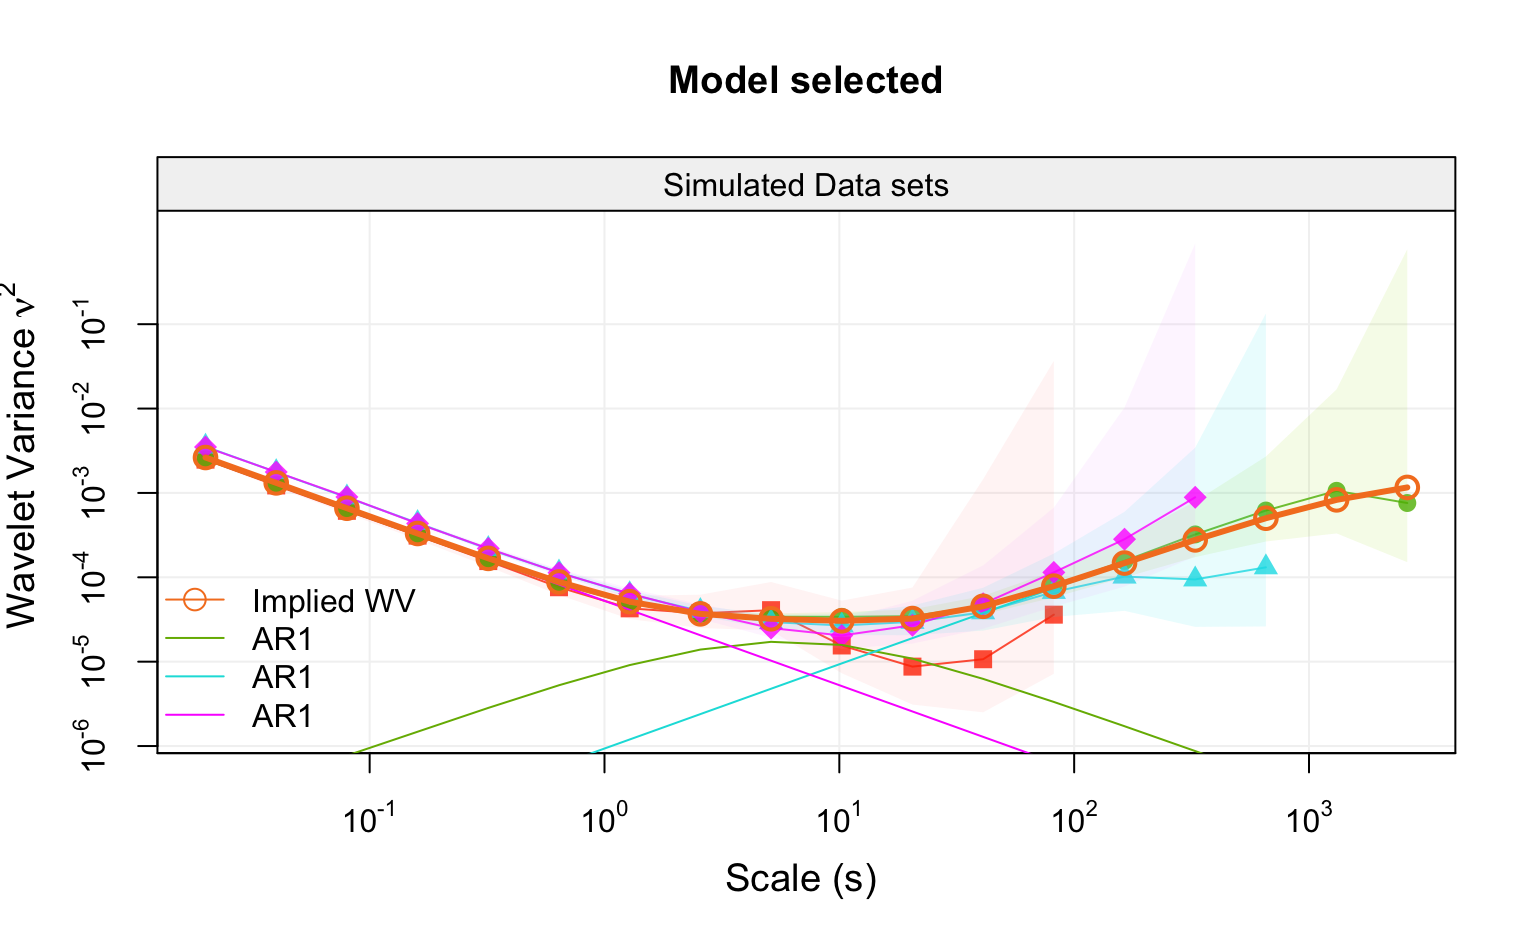 Model selected
Simulated Data sets
Wavelet Variance ν²
10⁻¹
10⁻²
10⁻³
10⁻⁴
10⁻⁵
10⁻⁶
Implied WV
AR1
AR1
AR1
10⁻¹ 10⁰ 10¹ 10² 10³
Scale (s)